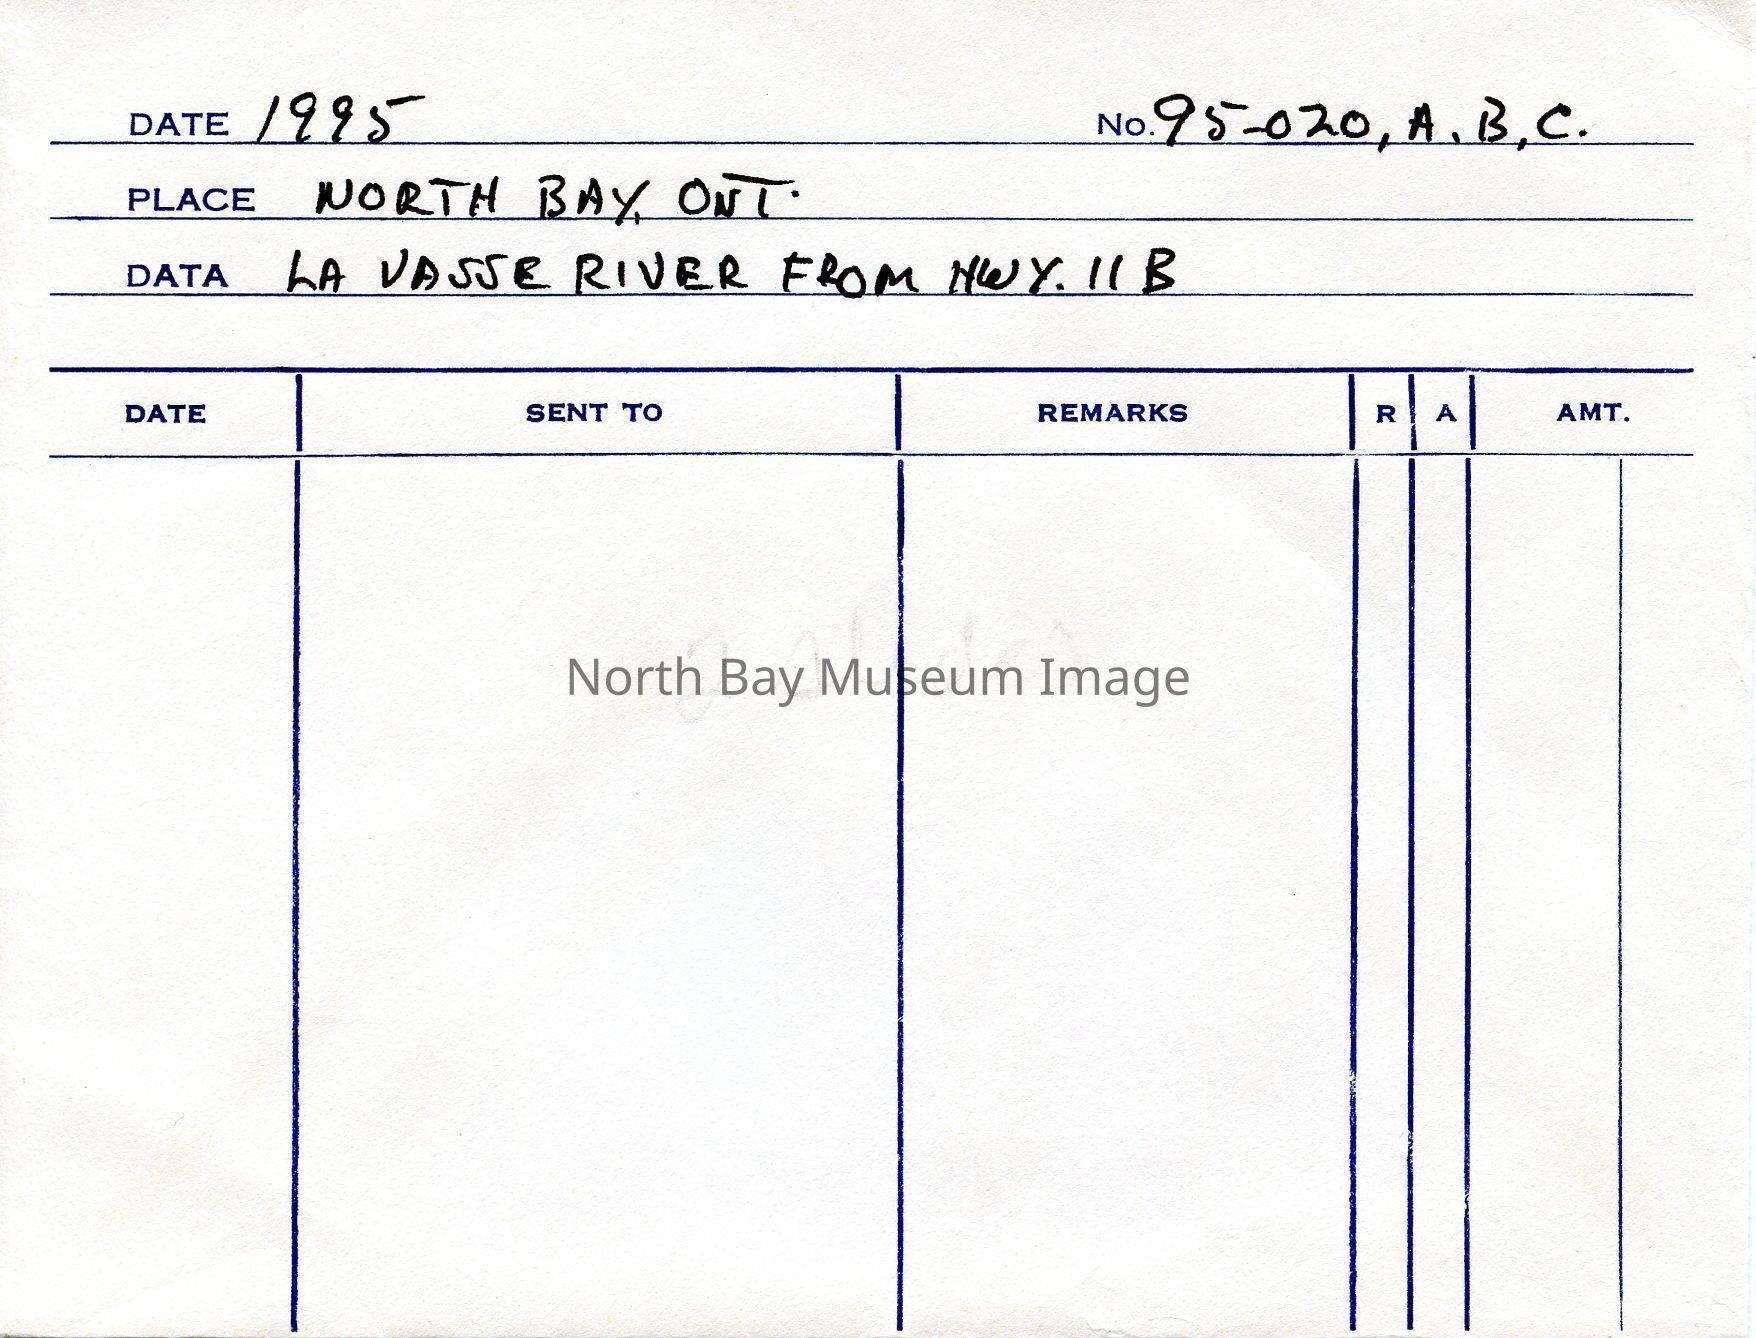 DATE 1995 No. 95-020, A. B, C.
PLACE NORTH BAY, ONT.
DATA LA VASSE RIVER FROM HWY. 11 B
DATE SENT TO REMARKS R A AMT.
North Bay Museum Image